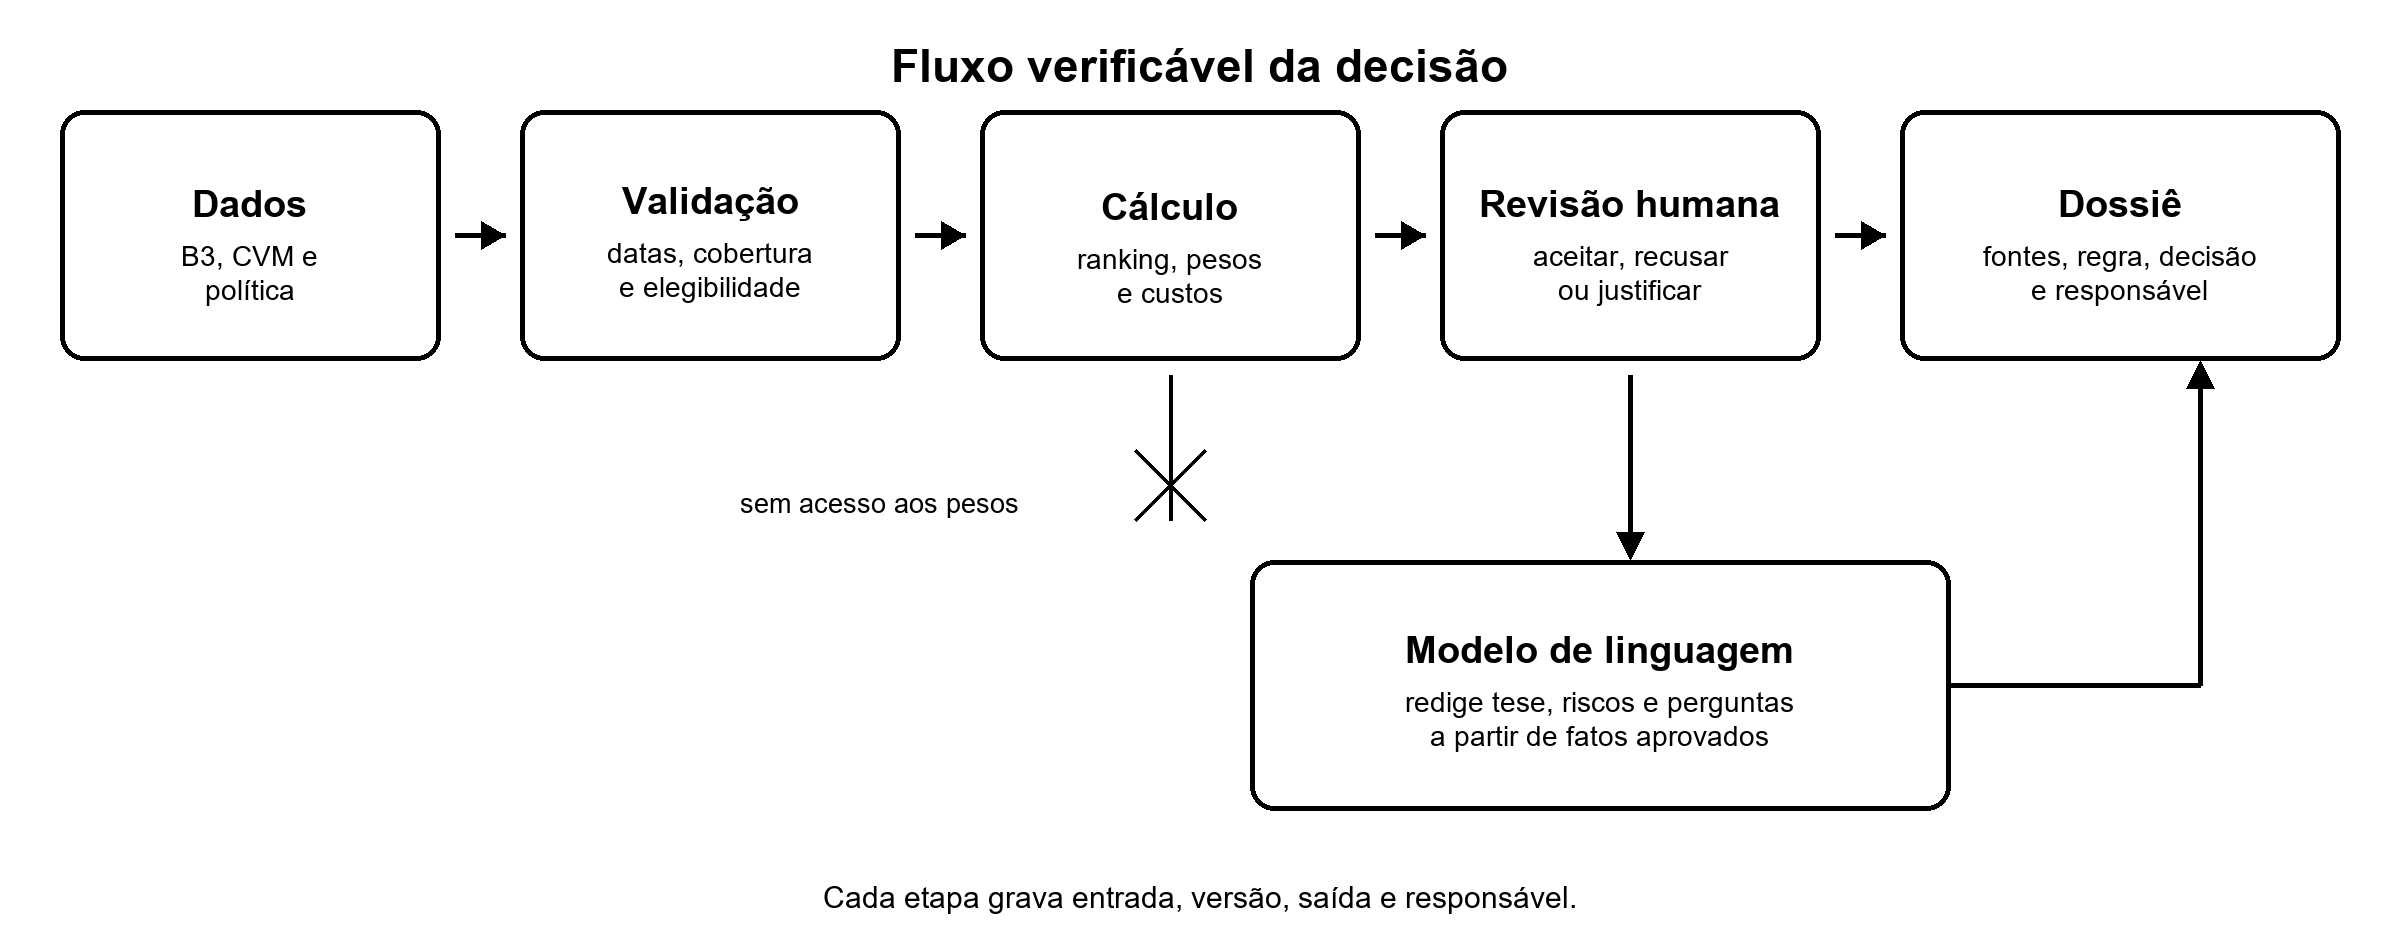 Fluxo verificável da decisão
Dados
B3, CVM e
política
Validação
datas, cobertura
e elegibilidade
Cálculo
ranking, pesos
e custos
Revisão humana
aceitar, recusar
ou justificar
Dossiê
fontes, regra, decisão
e responsável
sem acesso aos pesos
Modelo de linguagem
redige tese, riscos e perguntas
a partir de fatos aprovados
Cada etapa grava entrada, versão, saída e responsável.